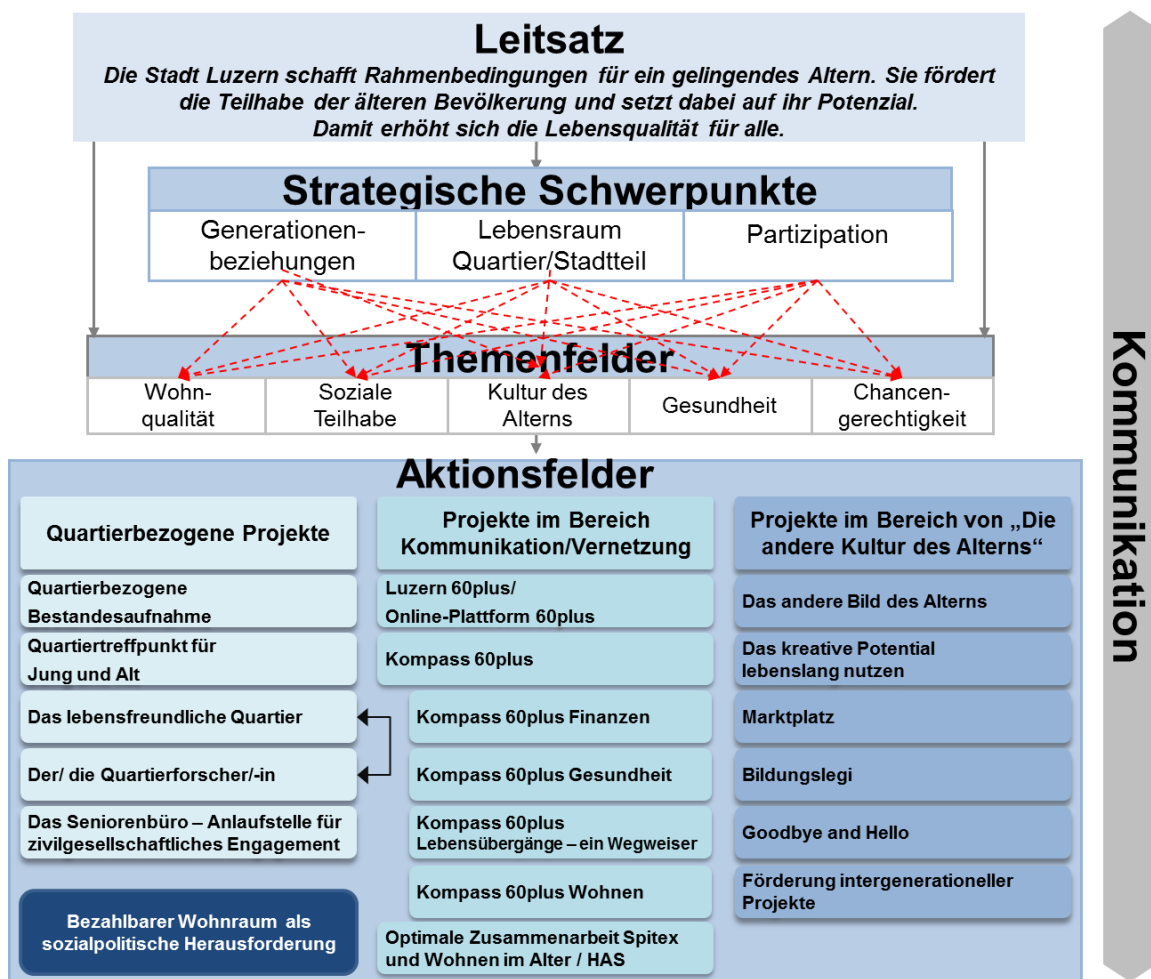 Leitsatz
Die Stadt Luzern schafft Rahmenbedingungen für ein gelingendes Altern. Sie fördert
die Teilhabe der älteren Bevölkerung und setzt dabei auf ihr Potenzial.
Damit erhöht sich die Lebensqualität für alle.
Strategische Schwerpunkte
Generationen-
beziehungen
Lebensraum
Quartier/Stadtteil
Partizipation
Themenfelder
Wohn-
qualität
Soziale
Teilhabe
Kultur des
Alterns
Gesundheit
Chancen-
gerechtigkeit
Aktionsfelder
Quartierbezogene Projekte
Quartierbezogene
Bestandesaufnahme
Quartiertreffpunkt für
Jung und Alt
Das lebensfreundliche Quartier
Der/ die Quartierforscher/-in
Das Seniorenbüro – Anlaufstelle für
zivilgesellschaftliches Engagement
Bezahlbarer Wohnraum als
sozialpolitische Herausforderung
Projekte im Bereich
Kommunikation/Vernetzung
Luzern 60plus/
Online-Plattform 60plus
Kompass 60plus
Kompass 60plus Finanzen
Kompass 60plus Gesundheit
Kompass 60plus
Lebensübergänge – ein Wegweiser
Kompass 60plus Wohnen
Optimale Zusammenarbeit Spitex
und Wohnen im Alter / HAS
Projekte im Bereich von „Die
andere Kultur des Alterns“
Das andere Bild des Alterns
Das kreative Potential
lebenslang nutzen
Marktplatz
Bildungslegi
Goodbye and Hello
Förderung intergenerationeller
Projekte
Kommunikation